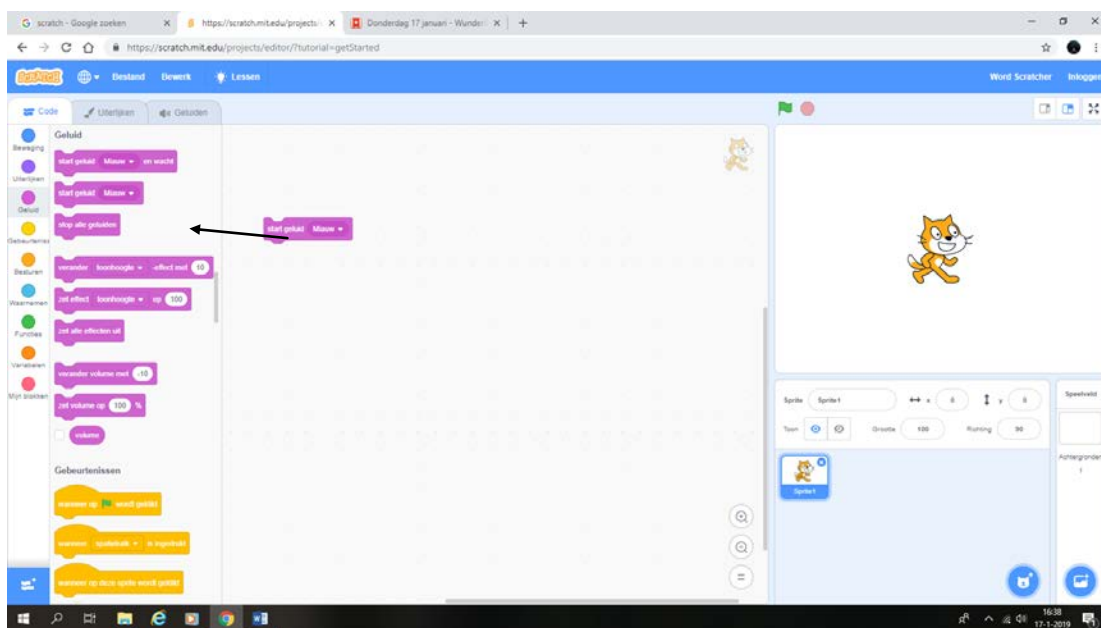 scratch - Google zoeken
https://scratch.mit.edu/projects/
Donderdag 17 januari - Wunder
https://scratch.mit.edu/projects/editor/?tutorial=getStarted
SCRATCH
Bestand
Bewerk
Lessen
Word Scratcher
Inloggen
Code
Uiterlijken
Geluiden
Beweging
Uiterlijken
Geluid
Gebeurtenis
Besturen
Waarnemen
Functies
Variabelen
Mijn blokken
Geluid
start geluid Miauw en wacht
start geluid Miauw
stop alle geluiden
verander toonhoogte -effect met 10
zet effect toonhoogte op 100
zet alle effecten uit
verander volume met -10
zet volume op 100 %
volume
Gebeurtenissen
wanneer op wordt geklikt
wanneer spatiebalk is ingedrukt
wanneer op deze sprite wordt geklikt
start geluid Miauw
Sprite Sprite1 x 0 y 0
Toon Grootte 100 Richting 90
Sprite1
Speelveld
Achtergronden
1
16:38
17-1-2019